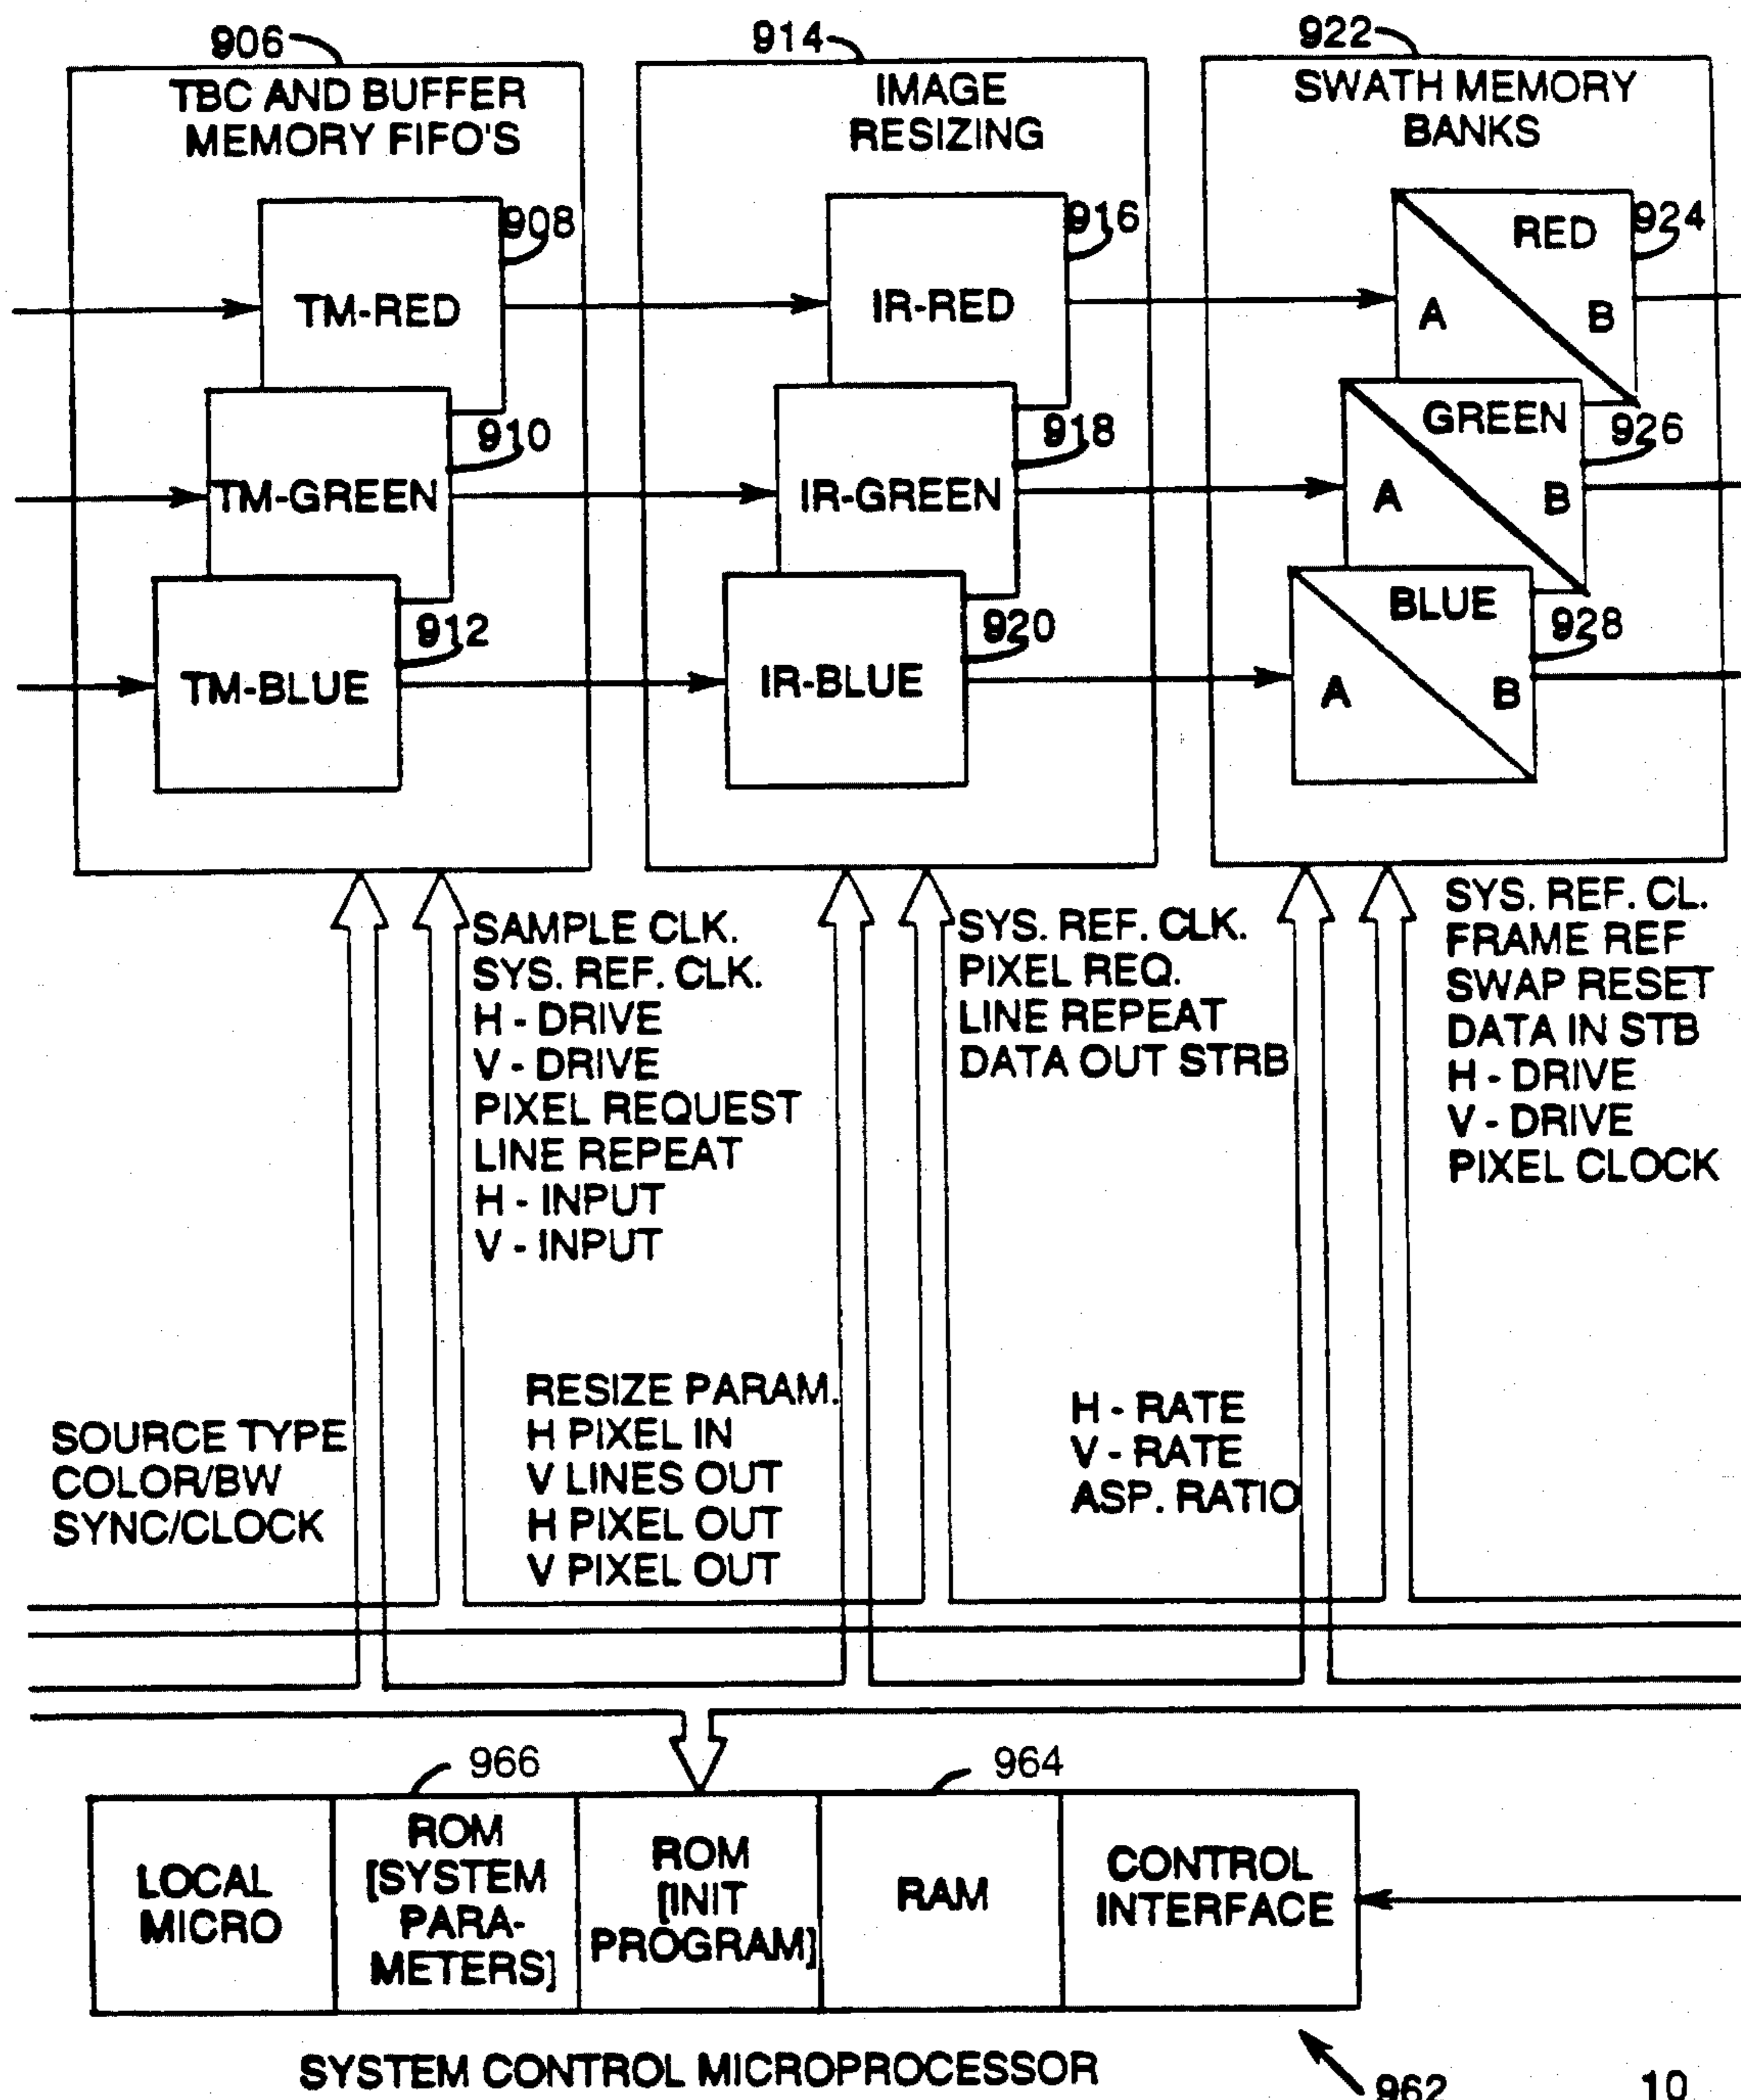 906
914
922
TBC AND BUFFER
MEMORY FIFO'S
IMAGE
RESIZING
SWATH MEMORY
BANKS
908
916
924
TM-RED
IR-RED
RED
A
B
910
918
926
TM-GREEN
IR-GREEN
GREEN
A
B
912
920
928
TM-BLUE
IR-BLUE
BLUE
A
B
SAMPLE CLK.
SYS. REF. CLK.
H - DRIVE
V - DRIVE
PIXEL REQUEST
LINE REPEAT
H - INPUT
V - INPUT
SYS. REF. CLK.
PIXEL REQ.
LINE REPEAT
DATA OUT STRB
SYS. REF. CL.
FRAME REF
SWAP RESET
DATA IN STB
H - DRIVE
V - DRIVE
PIXEL CLOCK
SOURCE TYPE
COLOR/BW
SYNC/CLOCK
RESIZE PARAM.
H PIXEL IN
V LINES OUT
H PIXEL OUT
V PIXEL OUT
H - RATE
V - RATE
ASP. RATIO
966
964
LOCAL
MICRO
ROM
[SYSTEM
PARA-
METERS]
ROM
[INIT
PROGRAM]
RAM
CONTROL
INTERFACE
SYSTEM CONTROL MICROPROCESSOR
962
10